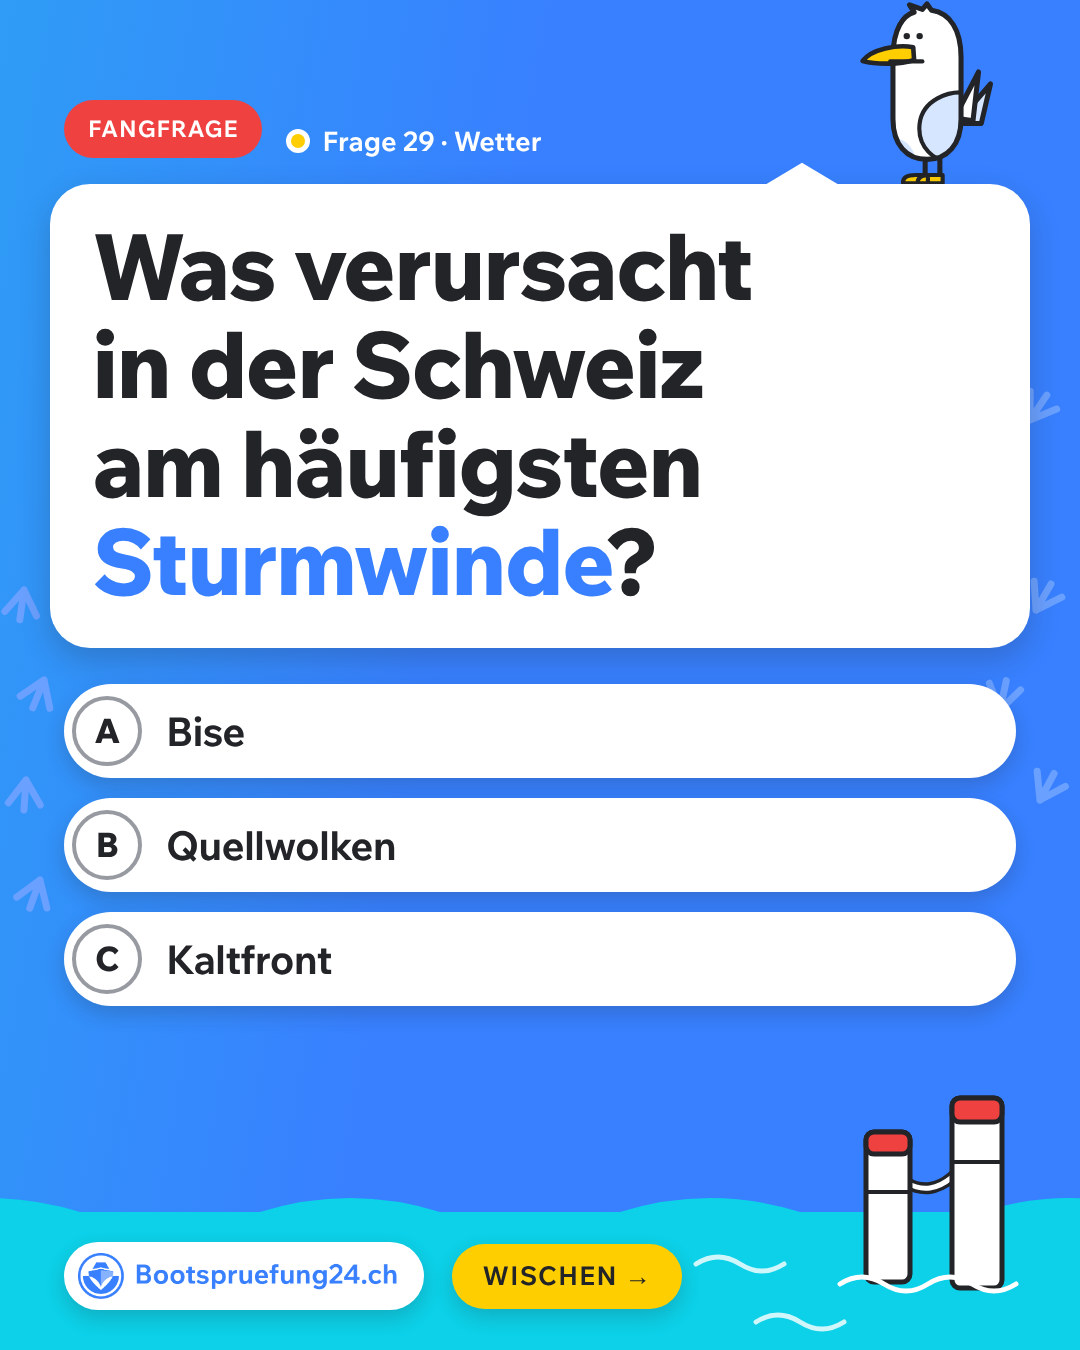 FANGFRAGE
Frage 29 · Wetter
Was verursacht
in der Schweiz
am häufigsten
Sturmwinde?
A Bise
B Quellwolken
C Kaltfront
Bootspruefung24.ch
WISCHEN →